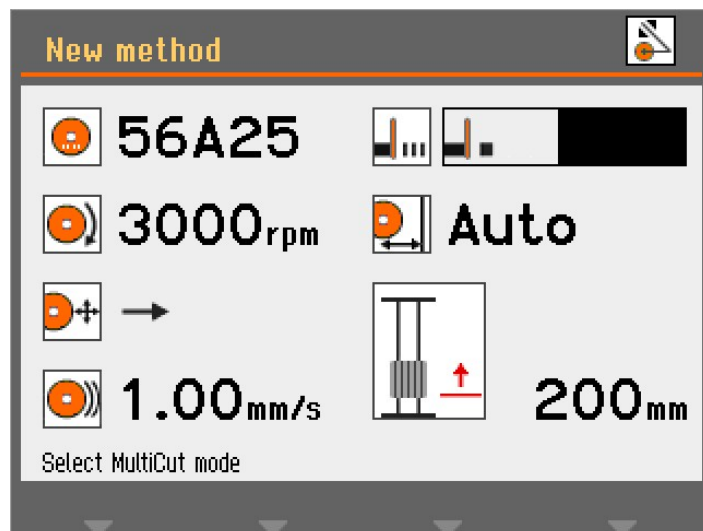 New method
56A25
3000rpm
Auto
1.00mm/s
200mm
Select MultiCut mode